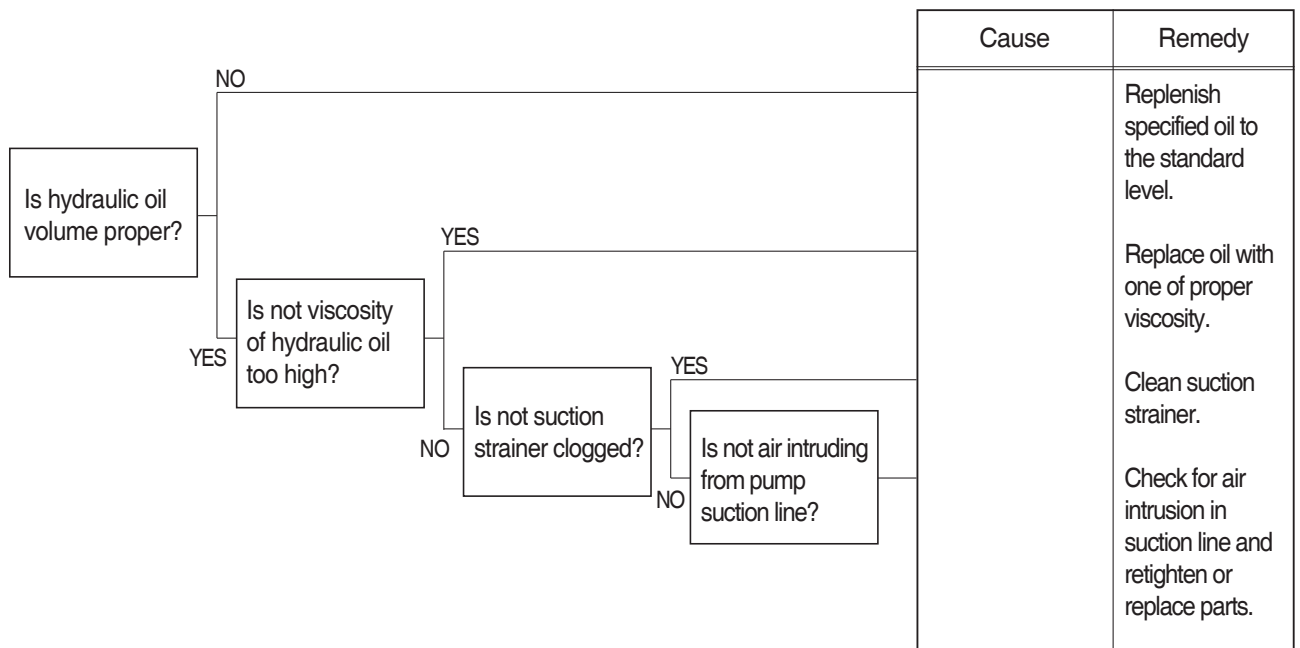 Cause
Remedy
NO
Replenish
specified oil to
the standard
level.
Is hydraulic oil
volume proper?
YES
Replace oil with
one of proper
viscosity.
Is not viscosity
of hydraulic oil
too high?
YES
YES
Clean suction
strainer.
Is not suction
strainer clogged?
NO
Is not air intruding
from pump
suction line?
NO
Check for air
intrusion in
suction line and
retighten or
replace parts.